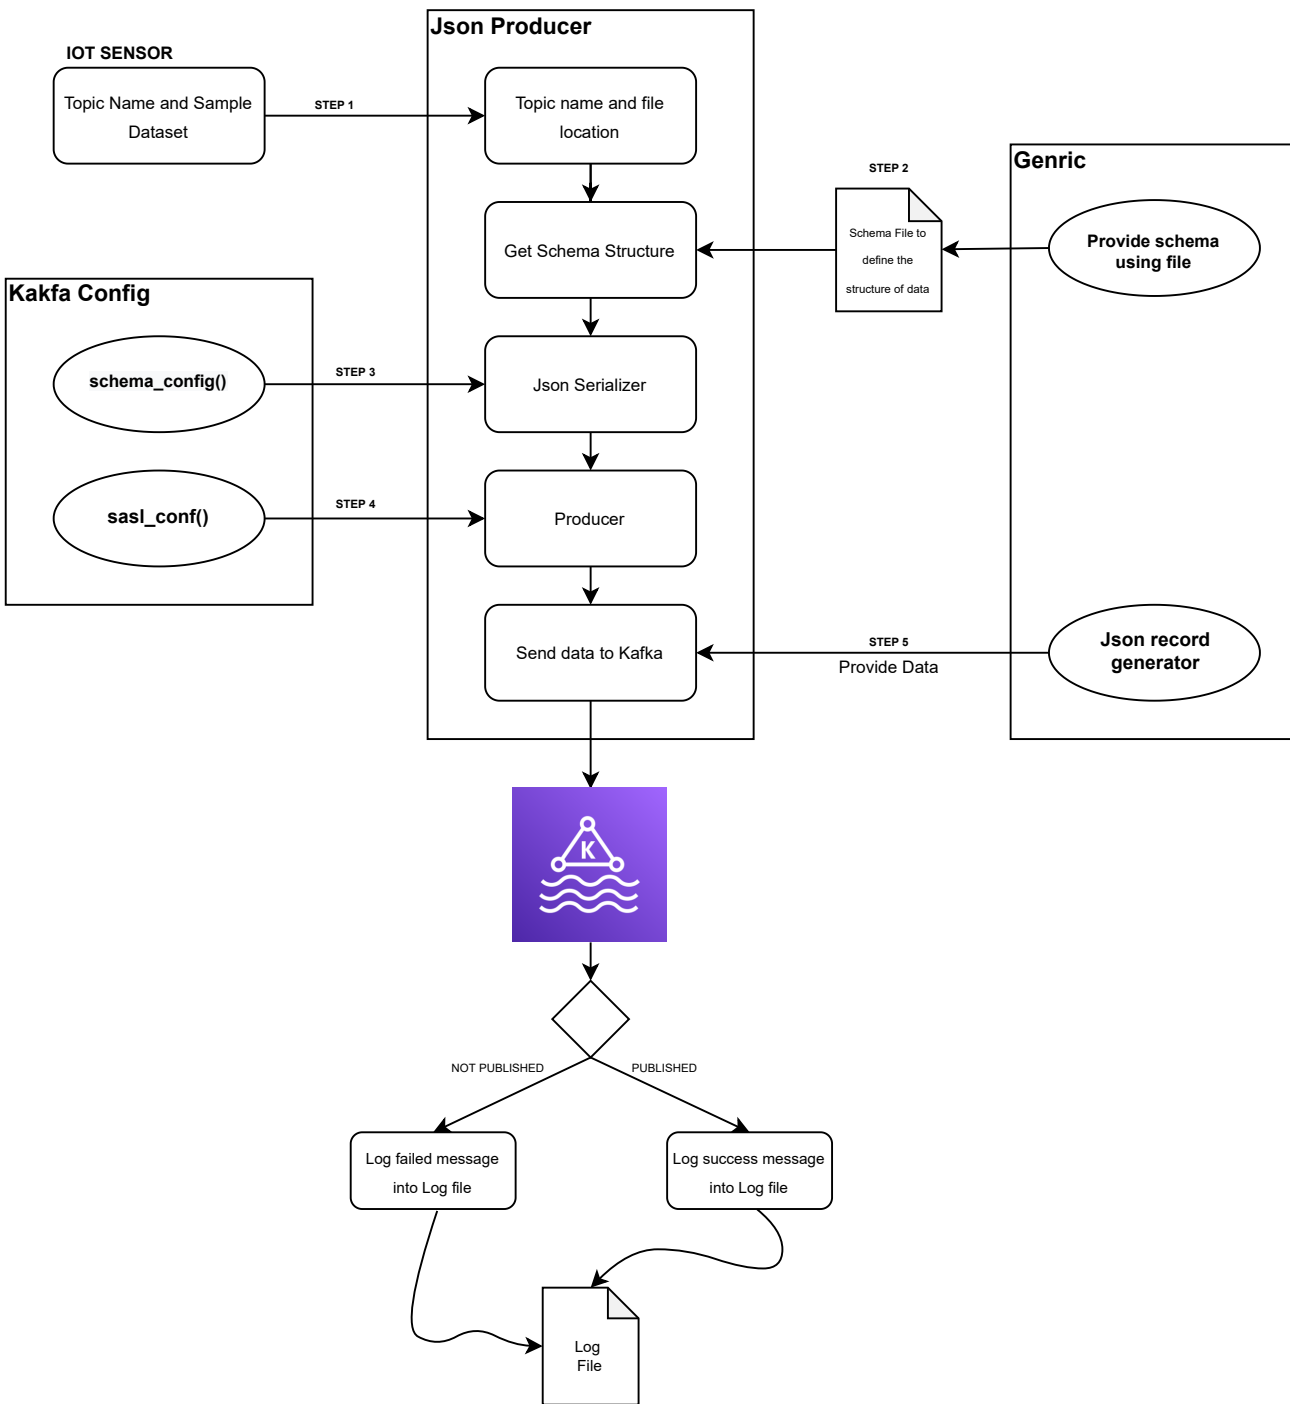 Json Producer
IOT SENSOR
Topic Name and Sample
Dataset
STEP 1
Topic name and file
location
STEP 2
Genric
Schema File to
define the
structure of data
Provide schema
using file
Get Schema Structure
Kakfa Config
schema_config()
STEP 3
Json Serializer
sasl_conf()
STEP 4
Producer
Send data to Kafka
STEP 5
Provide Data
Json record
generator
K
NOT PUBLISHED
PUBLISHED
Log failed message
into Log file
Log success message
into Log file
Log
File